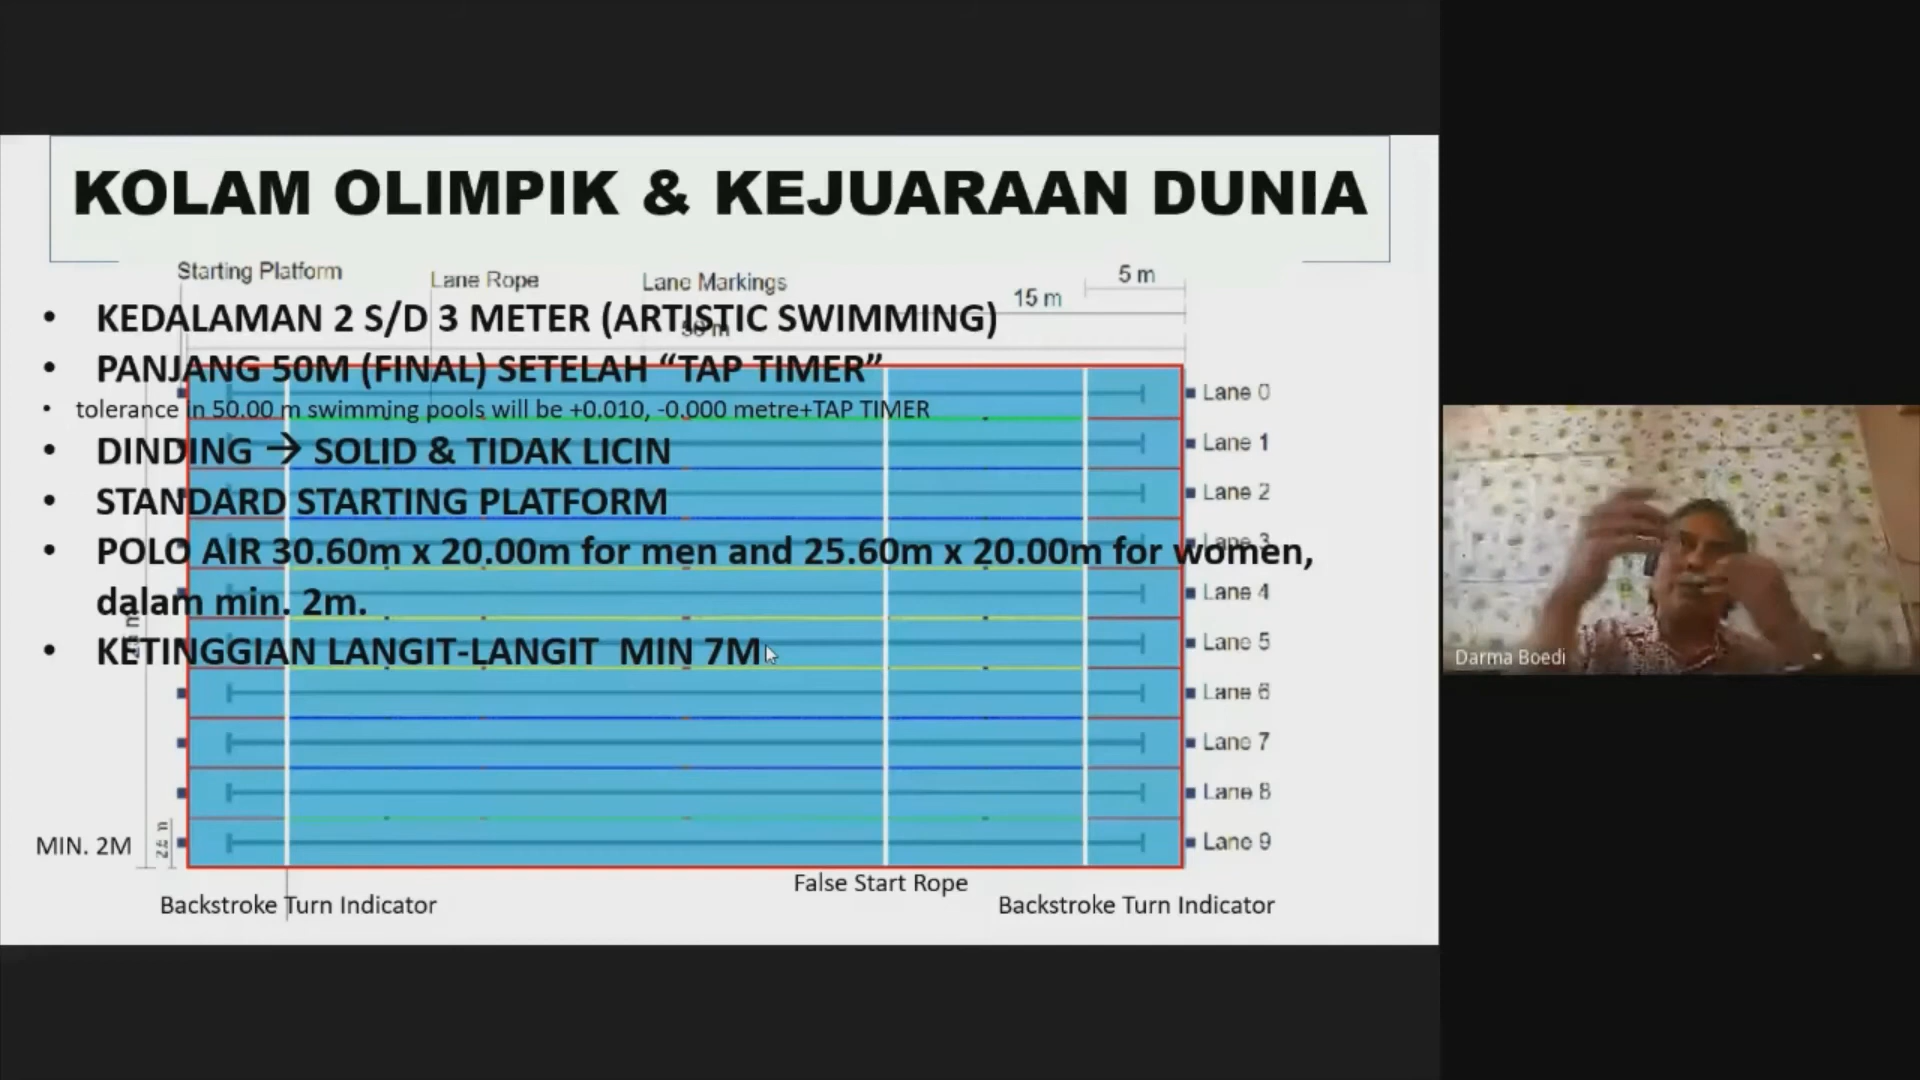 KOLAM OLIMPIK & KEJUARAAN DUNIA
Starting Platform
Lane Rope
Lane Markings
5 m
15 m
50 m
• KEDALAMAN 2 S/D 3 METER (ARTISTIC SWIMMING)
• PANJANG 50M (FINAL) SETELAH “TAP TIMER”
• tolerance in 50.00 m swimming pools will be +0.010, -0.000 metre+TAP TIMER
• DINDING → SOLID & TIDAK LICIN
• STANDARD STARTING PLATFORM
• POLO AIR 30.60m x 20.00m for men and 25.60m x 20.00m for women,
dalam min. 2m.
• KETINGGIAN LANGIT-LANGIT MIN 7M
Lane 0
Lane 1
Lane 2
Lane 3
Lane 4
Lane 5
Lane 6
Lane 7
Lane 8
Lane 9
MIN. 2M
False Start Rope
Backstroke Turn Indicator
Backstroke Turn Indicator
Darma Boedi